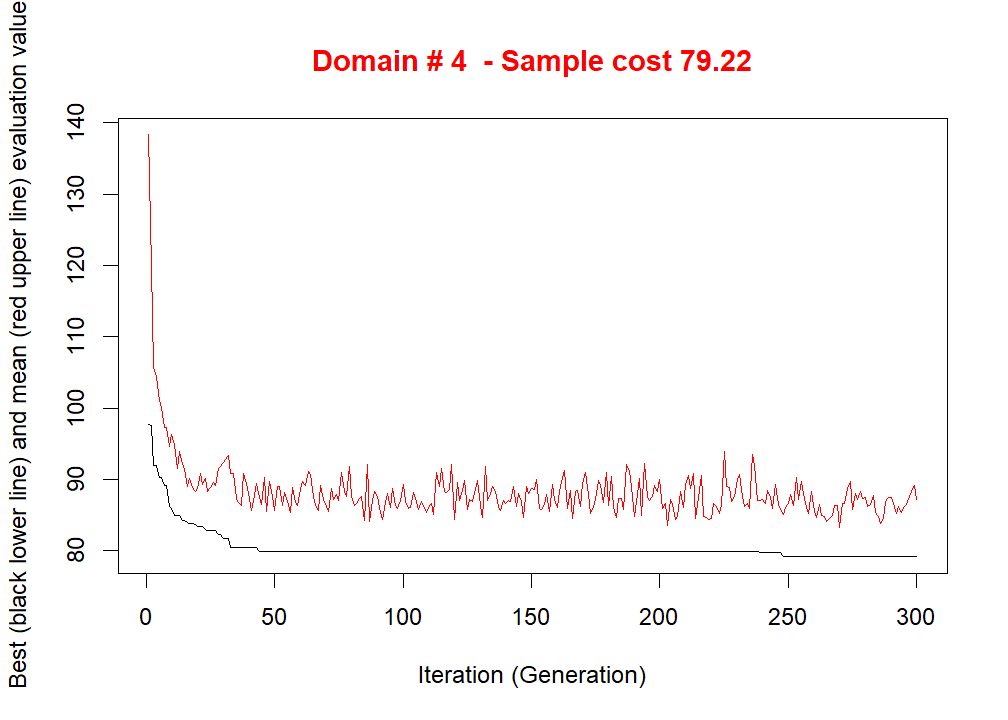 Domain # 4  - Sample cost 79.22
Best (black lower line) and mean (red upper line) evaluation value
140
130
120
110
100
90
80
0 50 100 150 200 250 300
Iteration (Generation)